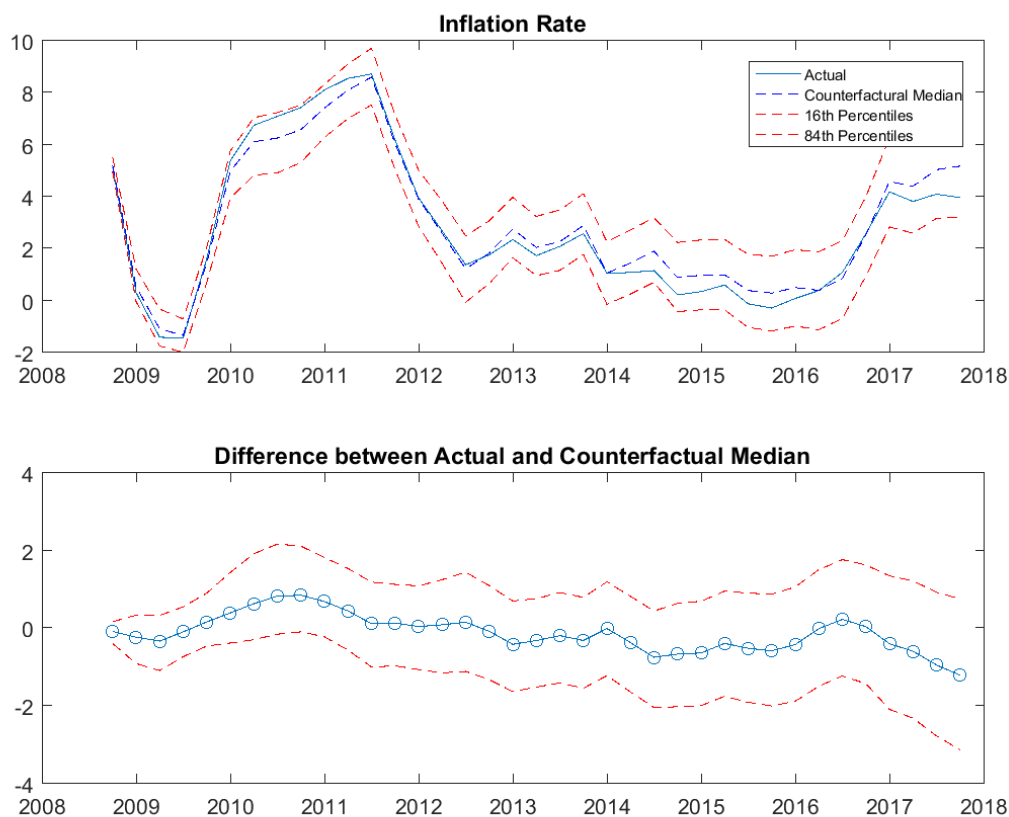 Inflation Rate
10
8
6
4
2
0
-2
Actual
Counterfactural Median
16th Percentiles
84th Percentiles
2008 2009 2010 2011 2012 2013 2014 2015 2016 2017 2018
Difference between Actual and Counterfactual Median
4
2
0
-2
-4
2008 2009 2010 2011 2012 2013 2014 2015 2016 2017 2018